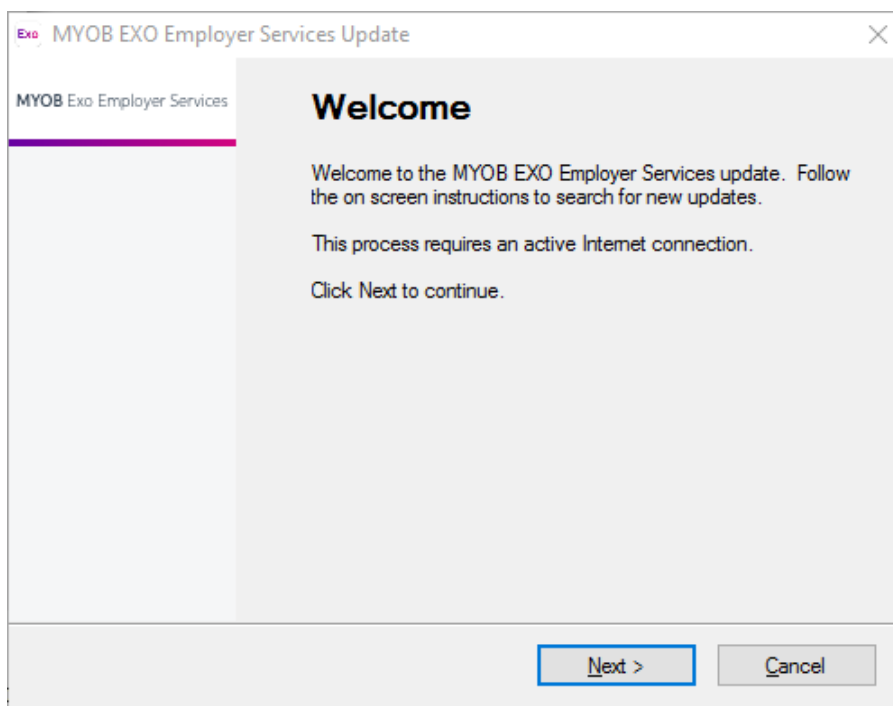 Exo MYOB EXO Employer Services Update
MYOB Exo Employer Services
Welcome
Welcome to the MYOB EXO Employer Services update.  Follow
the on screen instructions to search for new updates.
This process requires an active Internet connection.
Click Next to continue.
Next >
Cancel